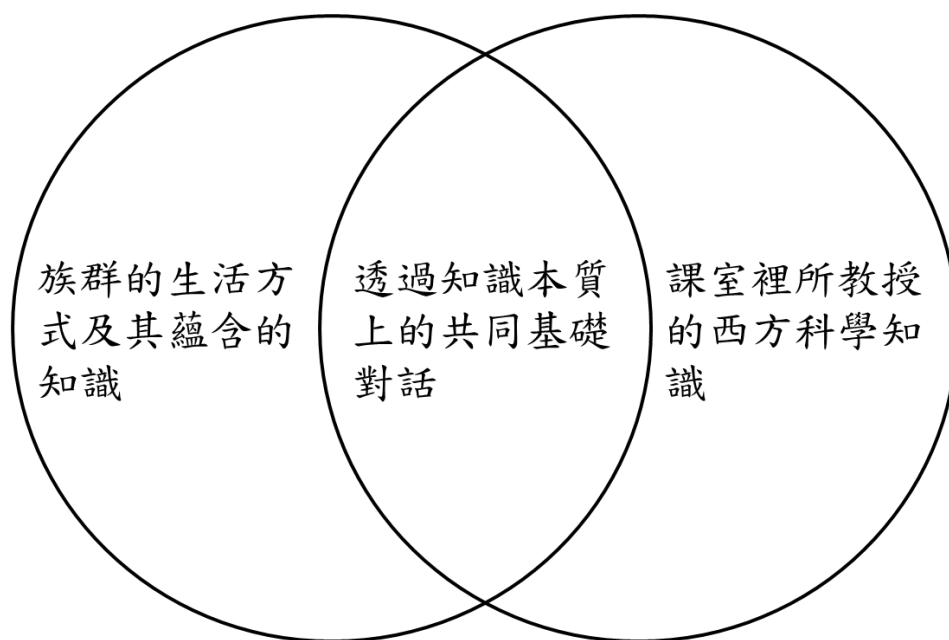 族群的生活方
式及其蘊含的
知識
透過知識本質
上的共同基礎
對話
課室裡所教授
的西方科學知
識